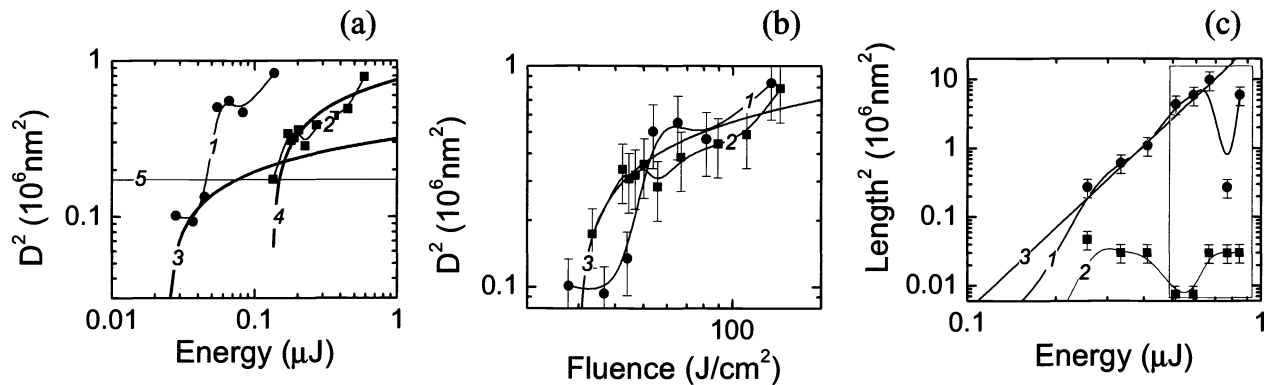 (a)
1
0.1
D² (10⁶nm²)
1
2
5
4
3
0.01
0.1
1
Energy (μJ)
(b)
1
0.1
D² (10⁶nm²)
1
2
3
100
Fluence (J/cm²)
(c)
10
1
0.1
0.01
Length² (10⁶nm²)
3
1
2
0.1
1
Energy (μJ)